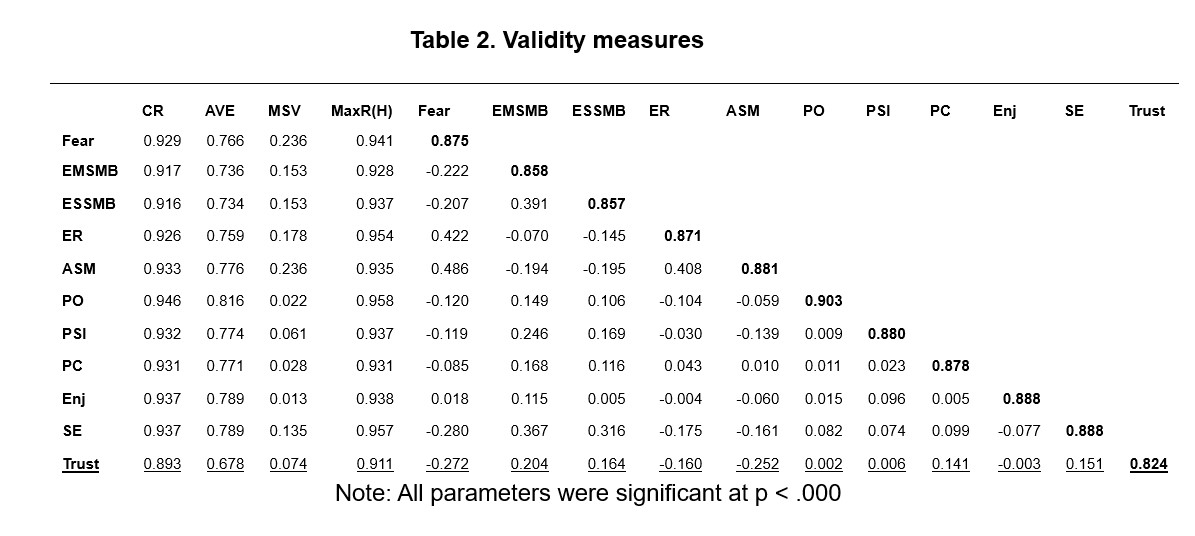 Table 2. Validity measures
CR AVE MSV MaxR(H) Fear EMSMB ESSMB ER ASM PO PSI PC Enj SE Trust
Fear 0.929 0.766 0.236 0.941 0.875
EMSMB 0.917 0.736 0.153 0.928 -0.222 0.858
ESSMB 0.916 0.734 0.153 0.937 -0.207 0.391 0.857
ER 0.926 0.759 0.178 0.954 0.422 -0.070 -0.145 0.871
ASM 0.933 0.776 0.236 0.935 0.486 -0.194 -0.195 0.408 0.881
PO 0.946 0.816 0.022 0.958 -0.120 0.149 0.106 -0.104 -0.059 0.903
PSI 0.932 0.774 0.061 0.937 -0.119 0.246 0.169 -0.030 -0.139 0.009 0.880
PC 0.931 0.771 0.028 0.931 -0.085 0.168 0.116 0.043 0.010 0.011 0.023 0.878
Enj 0.937 0.789 0.013 0.938 0.018 0.115 0.005 -0.004 -0.060 0.015 0.096 0.005 0.888
SE 0.937 0.789 0.135 0.957 -0.280 0.367 0.316 -0.175 -0.161 0.082 0.074 0.099 -0.077 0.888
Trust 0.893 0.678 0.074 0.911 -0.272 0.204 0.164 -0.160 -0.252 0.002 0.006 0.141 -0.003 0.151 0.824
Note: All parameters were significant at p < .000